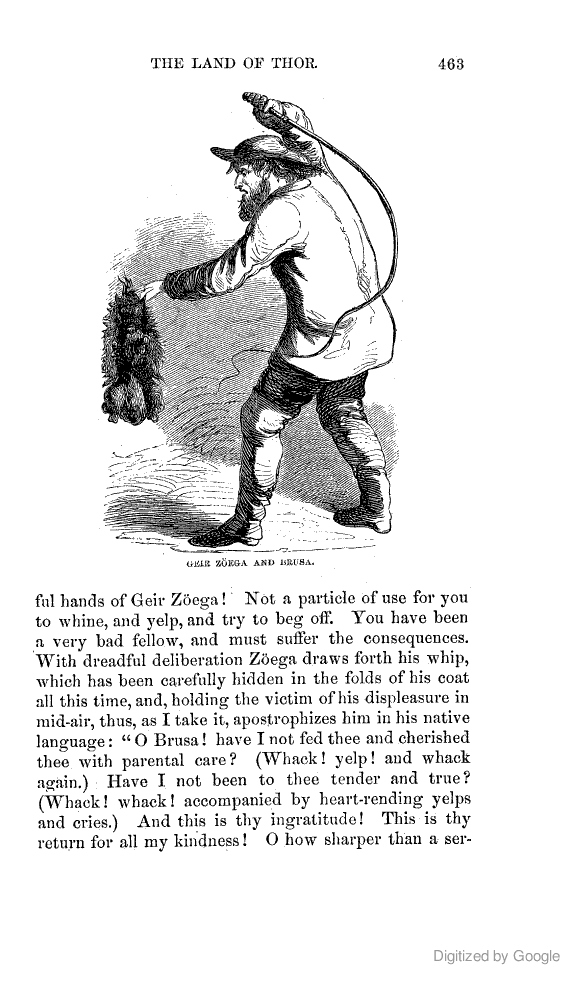 THE LAND OF THOR. 463
GEIR ZÖEGA AND BRUSA.
ful hands of Geir Zöega! Not a particle of use for you
to whine, and yelp, and try to beg off. You have been
a very bad fellow, and must suffer the consequences.
With dreadful deliberation Zöega draws forth his whip,
which has been carefully hidden in the folds of his coat
all this time, and, holding the victim of his displeasure in
mid-air, thus, as I take it, apostrophizes him in his native
language: "O Brusa! have I not fed thee and cherished
thee with parental care? (Whack! yelp! and whack
again.) Have I not been to thee tender and true?
(Whack! whack! accompanied by heart-rending yelps
and cries.) And this is thy ingratitude! This is thy
return for all my kindness! O how sharper than a ser-
Digitized by Google